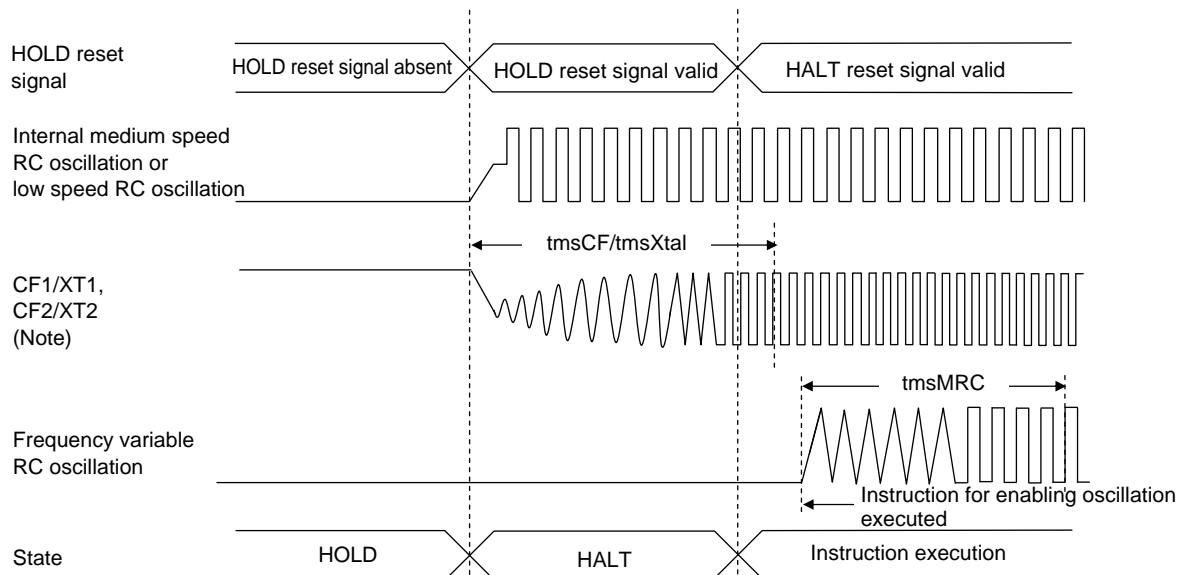 HOLD reset
signal
HOLD reset signal absent
HOLD reset signal valid
HALT reset signal valid
Internal medium speed
RC oscillation or
low speed RC oscillation
tmsCF/tmsXtal
CF1/XT1,
CF2/XT2
(Note)
tmsMRC
Frequency variable
RC oscillation
Instruction for enabling oscillation
executed
State
HOLD
HALT
Instruction execution